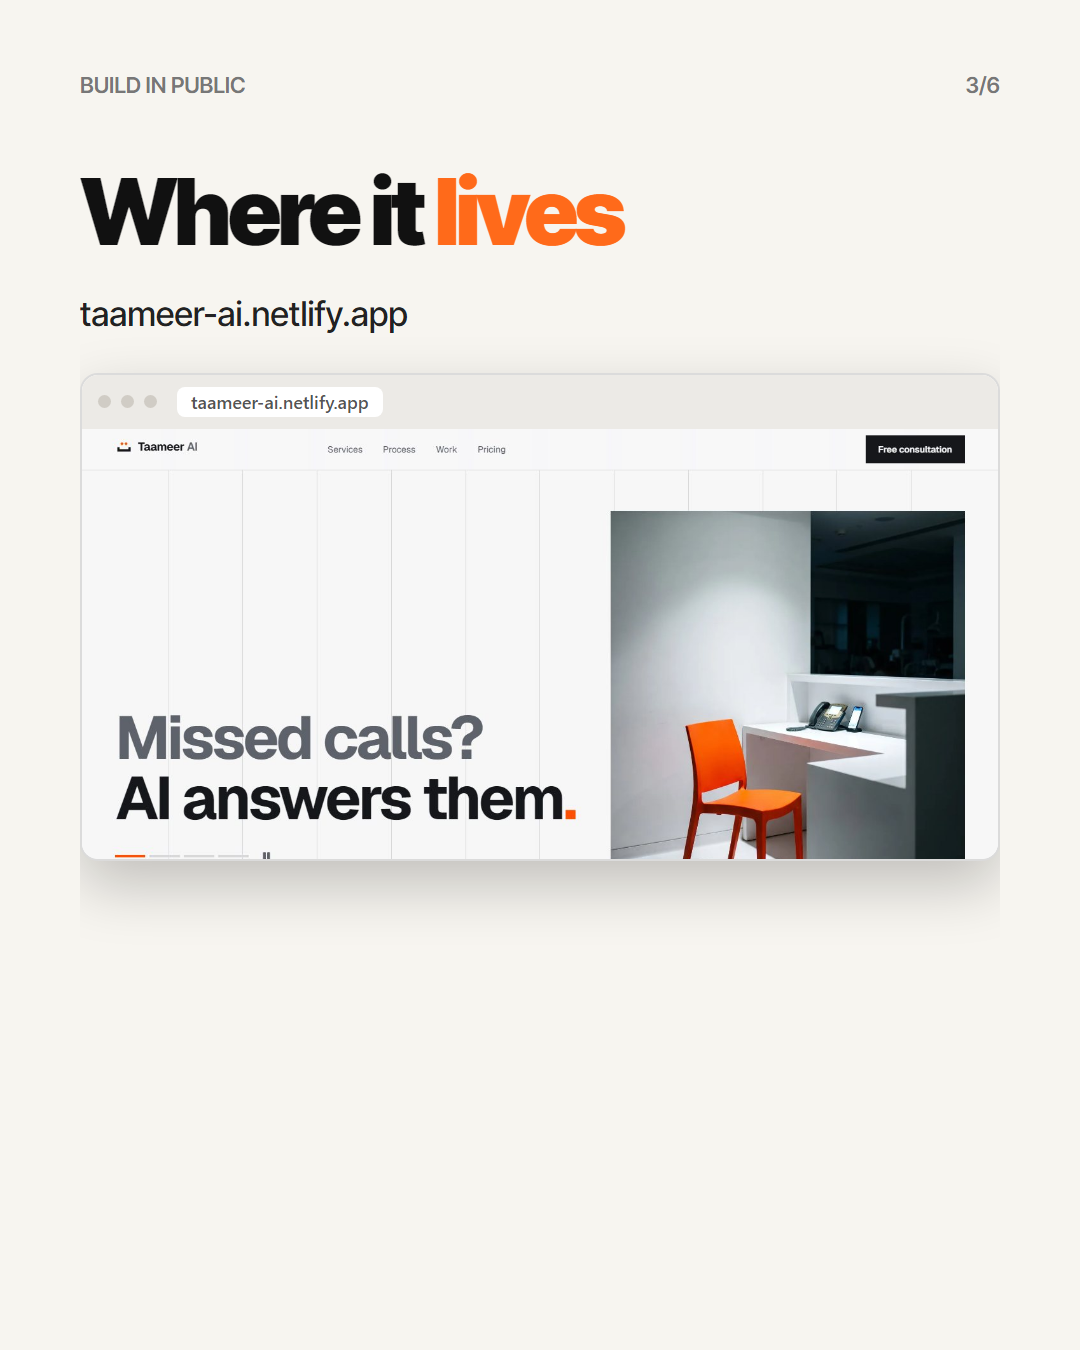 BUILD IN PUBLIC
3/6
Where it lives
taameer-ai.netlify.app
taameer-ai.netlify.app
Taameer AI
Services Process Work Pricing
Free consultation
Missed calls?
AI answers them.